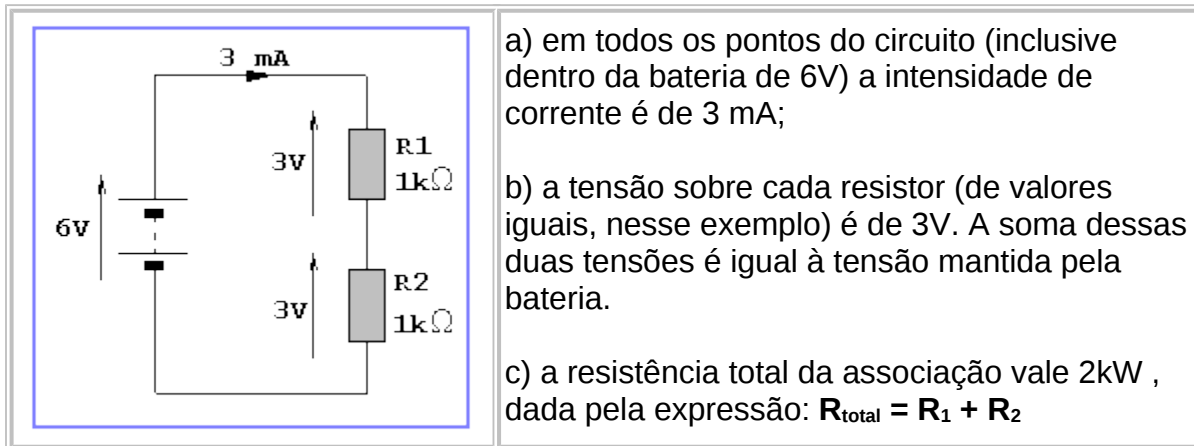 3 mA
3V
R1
1kΩ
6V
3V
R2
1kΩ
a) em todos os pontos do circuito (inclusive
dentro da bateria de 6V) a intensidade de
corrente é de 3 mA;
b) a tensão sobre cada resistor (de valores
iguais, nesse exemplo) é de 3V. A soma dessas
duas tensões é igual à tensão mantida pela
bateria.
c) a resistência total da associação vale 2kW ,
dada pela expressão: Rtotal = R1 + R2